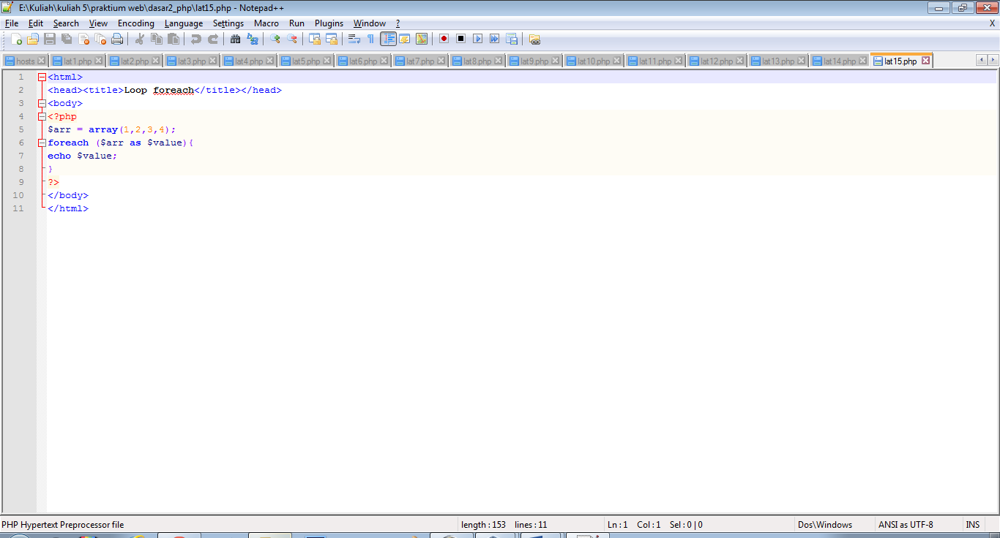 E:\Kuliah\kuliah 5\praktium web\dasar2_php\lat15.php - Notepad++
File Edit Search View Encoding Language Settings Macro Run Plugins Window ? X
hosts lat1.php lat2.php lat3.php lat4.php lat5.php lat6.php lat7.php lat8.php lat9.php lat10.php lat11.php lat12.php lat13.php lat14.php lat15.php
1 <html>
2 <head><title>Loop foreach</title></head>
3 <body>
4 <?php
5 $arr = array(1,2,3,4);
6 foreach ($arr as $value){
7 echo $value;
8 }
9 ?>
10 </body>
11 </html>
PHP Hypertext Preprocessor file length : 153 lines : 11 Ln : 1 Col : 1 Sel : 0 | 0 Dos\Windows ANSI as UTF-8 INS